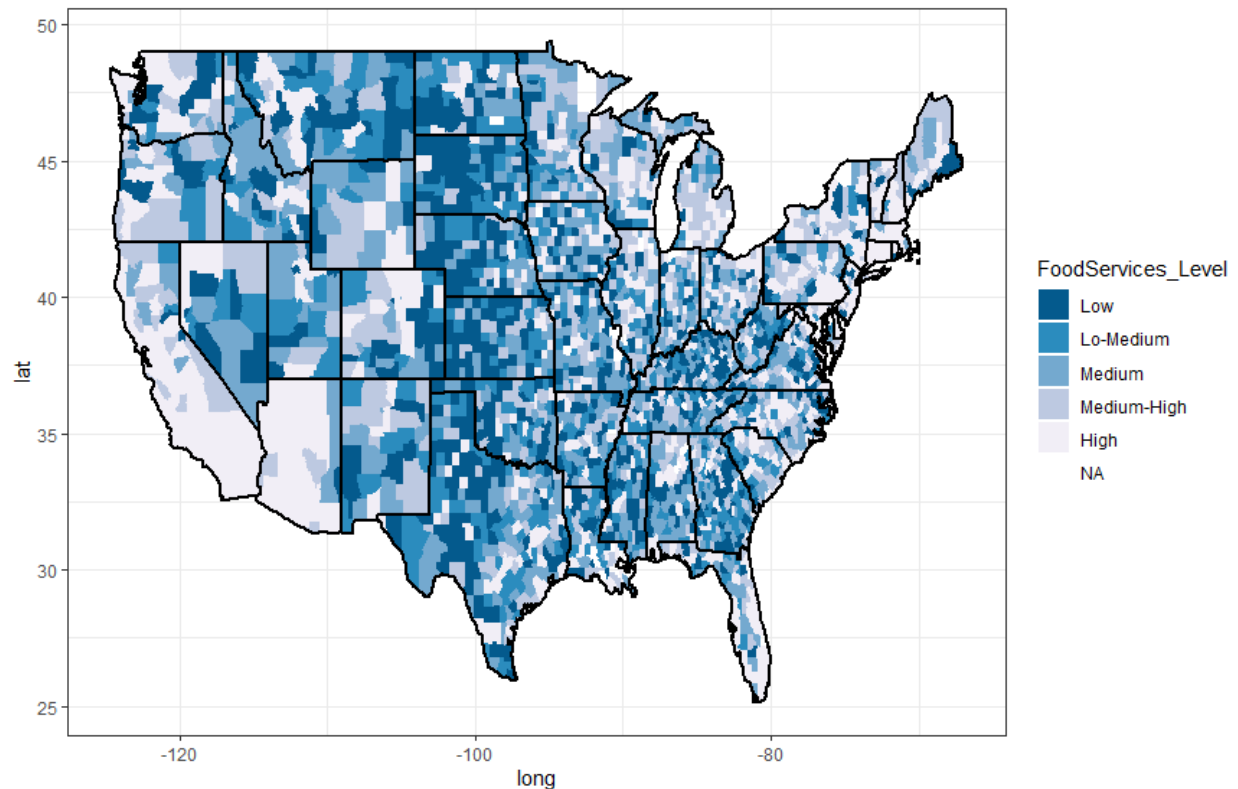 50
45
40
35
30
25
lat
-120
-100
-80
long
FoodServices_Level
Low
Lo-Medium
Medium
Medium-High
High
NA